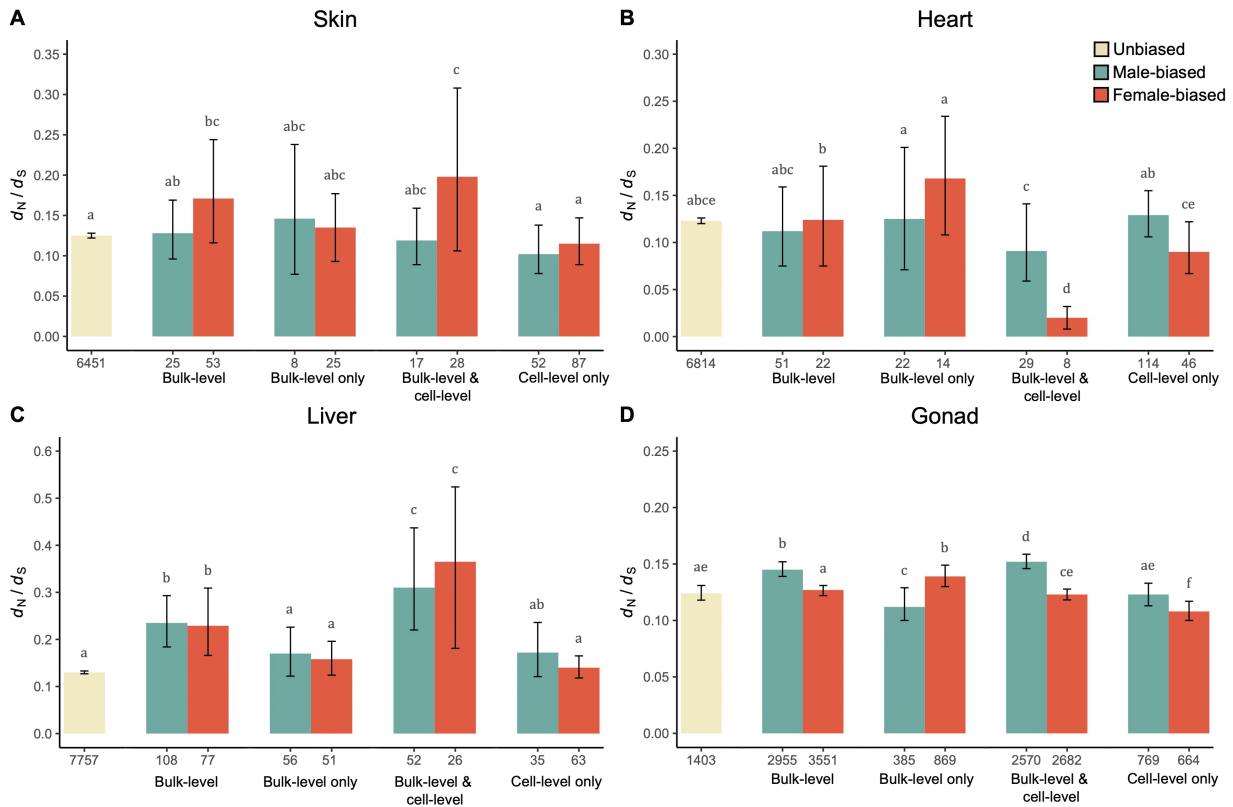 A
Skin
dN / dS
0.35
0.30
0.25
0.20
0.15
0.10
0.05
0.00
a
ab
bc
abc
abc
abc
c
a
a
6451
25
53
8
25
17
28
52
87
Bulk-level
Bulk-level only
Bulk-level &
cell-level
Cell-level only
B
Heart
Unbiased
Male-biased
Female-biased
dN / dS
0.30
0.25
0.20
0.15
0.10
0.05
0.00
abce
abc
b
a
a
c
d
ab
ce
6814
51
22
22
14
29
8
114
46
Bulk-level
Bulk-level only
Bulk-level &
cell-level
Cell-level only
C
Liver
dN / dS
0.6
0.5
0.4
0.3
0.2
0.1
0.0
a
b
b
a
a
c
c
ab
a
7757
108
77
56
51
52
26
35
63
Bulk-level
Bulk-level only
Bulk-level &
cell-level
Cell-level only
D
Gonad
dN / dS
0.25
0.20
0.15
0.10
0.05
0.00
ae
b
a
c
b
d
ce
ae
f
1403
2955
3551
385
869
2570
2682
769
664
Bulk-level
Bulk-level only
Bulk-level &
cell-level
Cell-level only